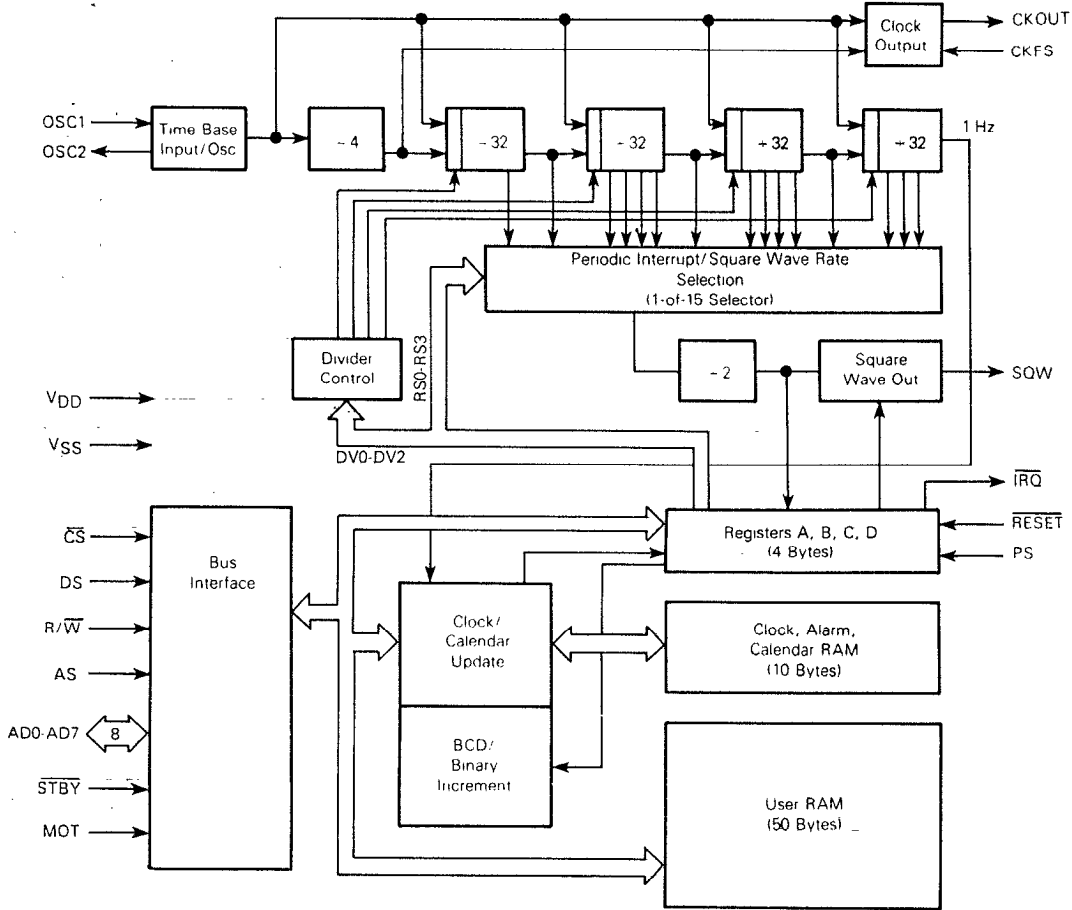 CKOUT
Clock
Output
CKFS
OSC1
OSC2
Time Base
Input/Osc
÷4
÷32
÷32
÷32
÷32
1 Hz
Periodic Interrupt/Square Wave Rate
Selection
(1-of-15 Selector)
Divider
Control
RS0-RS3
÷2
Square
Wave Out
SQW
VDD
VSS
DV0-DV2
IRQ
RESET
PS
Registers A, B, C, D
(4 Bytes)
CS
DS
R/W
AS
AD0-AD7
8
STBY
MOT
Bus
Interface
Clock/
Calendar
Update
BCD/
Binary
Increment
Clock, Alarm,
Calendar RAM
(10 Bytes)
User RAM
(50 Bytes)